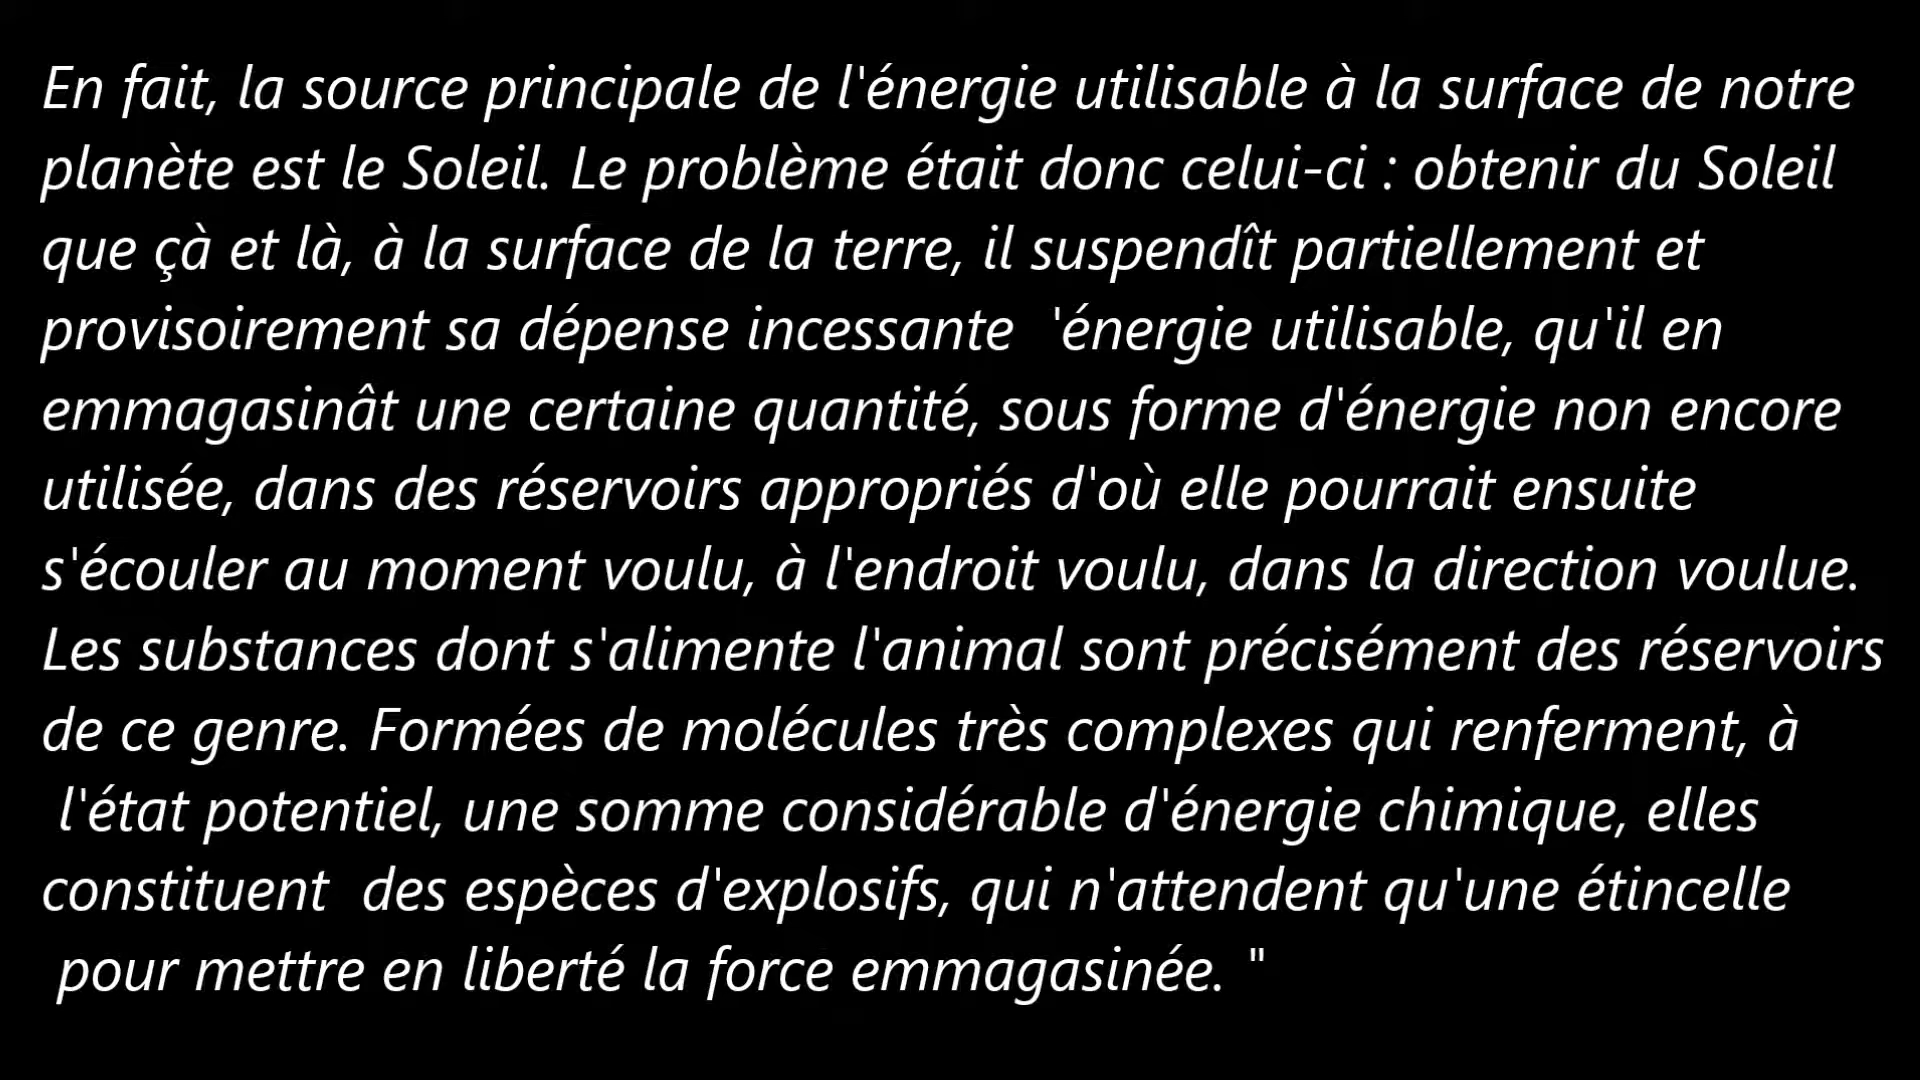 En fait, la source principale de l'énergie utilisable à la surface de notre
planète est le Soleil. Le problème était donc celui-ci : obtenir du Soleil
que çà et là, à la surface de la terre, il suspendît partiellement et
provisoirement sa dépense incessante  'énergie utilisable, qu'il en
emmagasinât une certaine quantité, sous forme d'énergie non encore
utilisée, dans des réservoirs appropriés d'où elle pourrait ensuite
s'écouler au moment voulu, à l'endroit voulu, dans la direction voulue.
Les substances dont s'alimente l'animal sont précisément des réservoirs
de ce genre. Formées de molécules très complexes qui renferment, à
l'état potentiel, une somme considérable d'énergie chimique, elles
constituent  des espèces d'explosifs, qui n'attendent qu'une étincelle
pour mettre en liberté la force emmagasinée. "